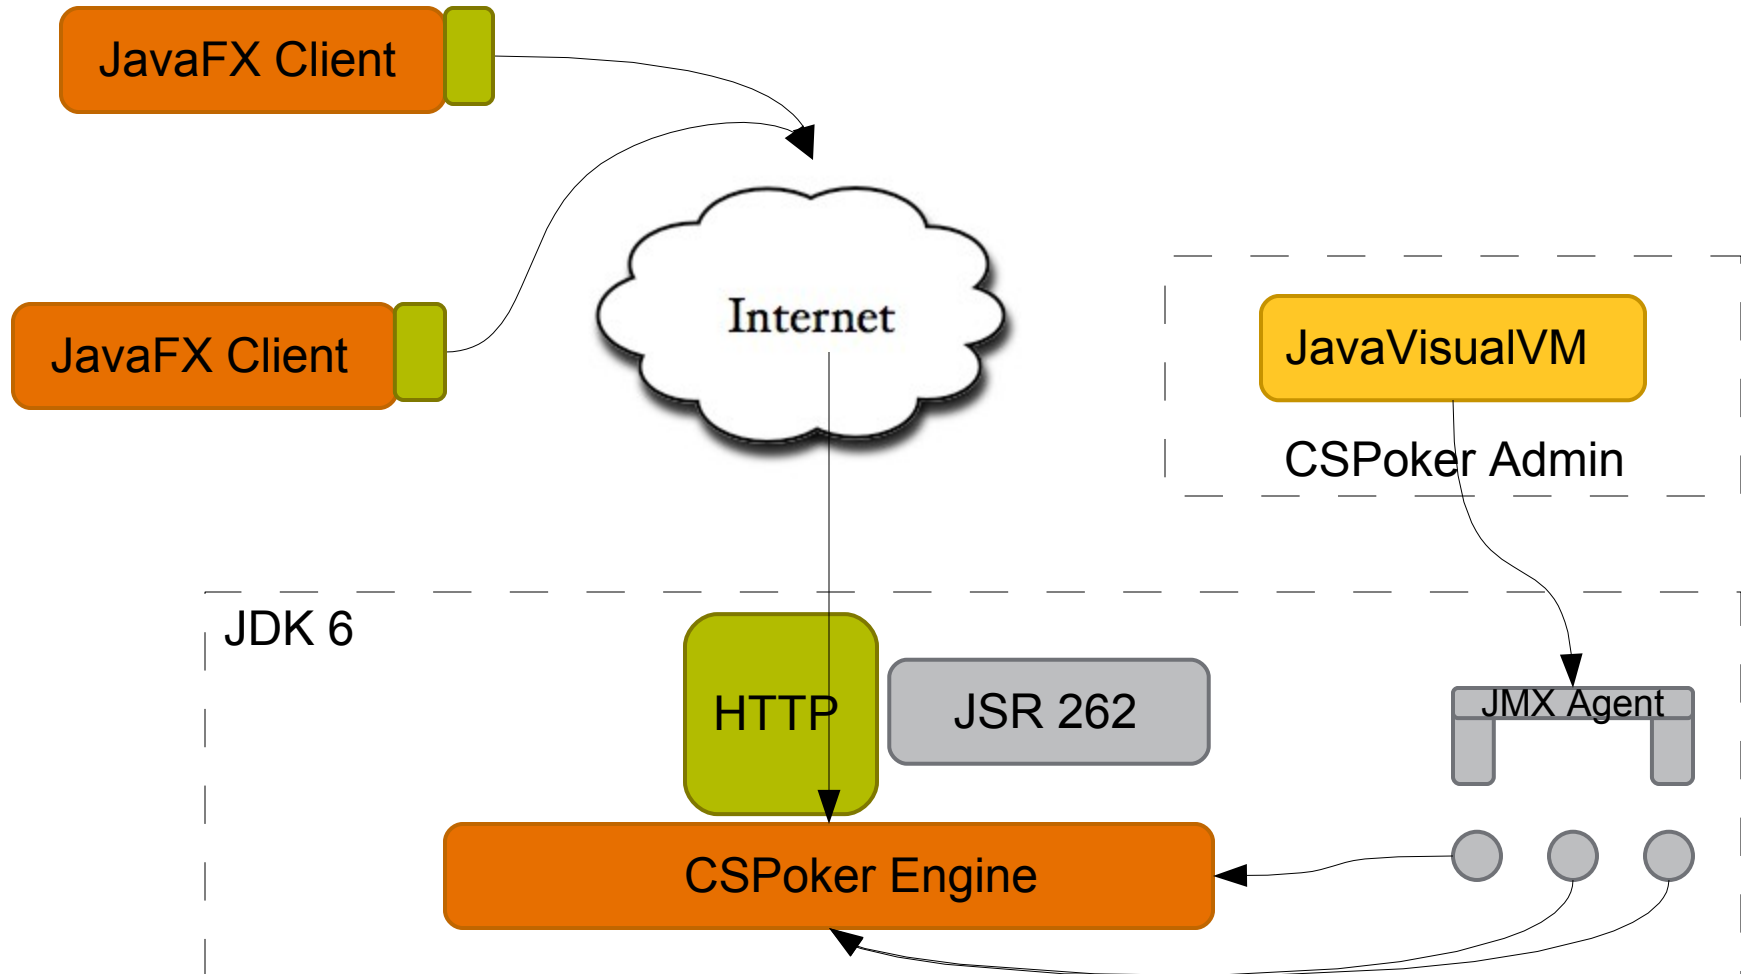 JavaFX Client
Internet
JavaFX Client
JavaVisualVM
CSPoker Admin
JDK 6
HTTP
JSR 262
JMX Agent
CSPoker Engine